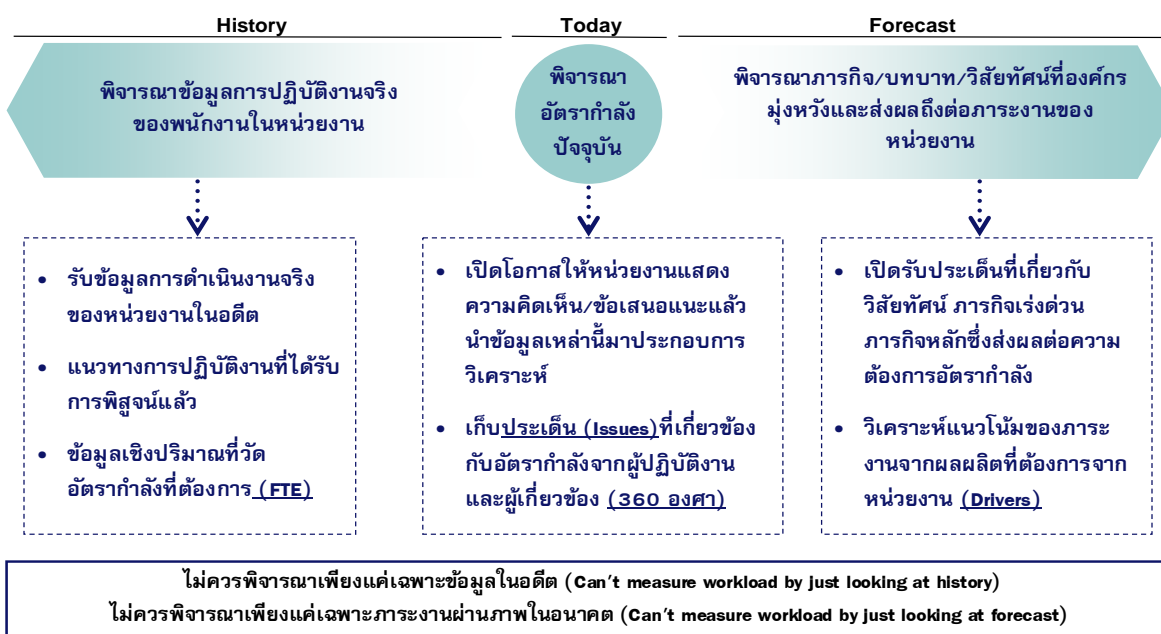 History
Today
Forecast
พิจารณาข้อมูลการปฏิบัติงานจริง
ของพนักงานในหน่วยงาน
พิจารณา
อัตรากำลัง
ปัจจุบัน
พิจารณาภารกิจ/บทบาท/วิสัยทัศน์ที่องค์กร
มุ่งหวังและส่งผลถึงต่อภาระงานของ
หน่วยงาน
• รับข้อมูลการดำเนินงานจริง
ของหน่วยงานในอดีต
• แนวทางการปฏิบัติงานที่ได้รับ
การพิสูจน์แล้ว
• ข้อมูลเชิงปริมาณที่วัด
อัตรากำลังที่ต้องการ (FTE)
• เปิดโอกาสให้หน่วยงานแสดง
ความคิดเห็น/ข้อเสนอแนะแล้ว
นำข้อมูลเหล่านี้มาประกอบการ
วิเคราะห์
• เก็บประเด็น (Issues)ที่เกี่ยวข้อง
กับอัตรากำลังจากผู้ปฏิบัติงาน
และผู้เกี่ยวข้อง (360 องศา)
• เปิดรับประเด็นที่เกี่ยวกับ
วิสัยทัศน์ ภารกิจเร่งด่วน
ภารกิจหลักซึ่งส่งผลต่อความ
ต้องการอัตรากำลัง
• วิเคราะห์แนวโน้มของภาระ
งานจากผลผลิตที่ต้องการจาก
หน่วยงาน (Drivers)
ไม่ควรพิจารณาเพียงแค่เฉพาะข้อมูลในอดีต (Can't measure workload by just looking at history)
ไม่ควรพิจารณาเพียงแค่เฉพาะภาระงานผ่านภาพในอนาคต (Can't measure workload by just looking at forecast)